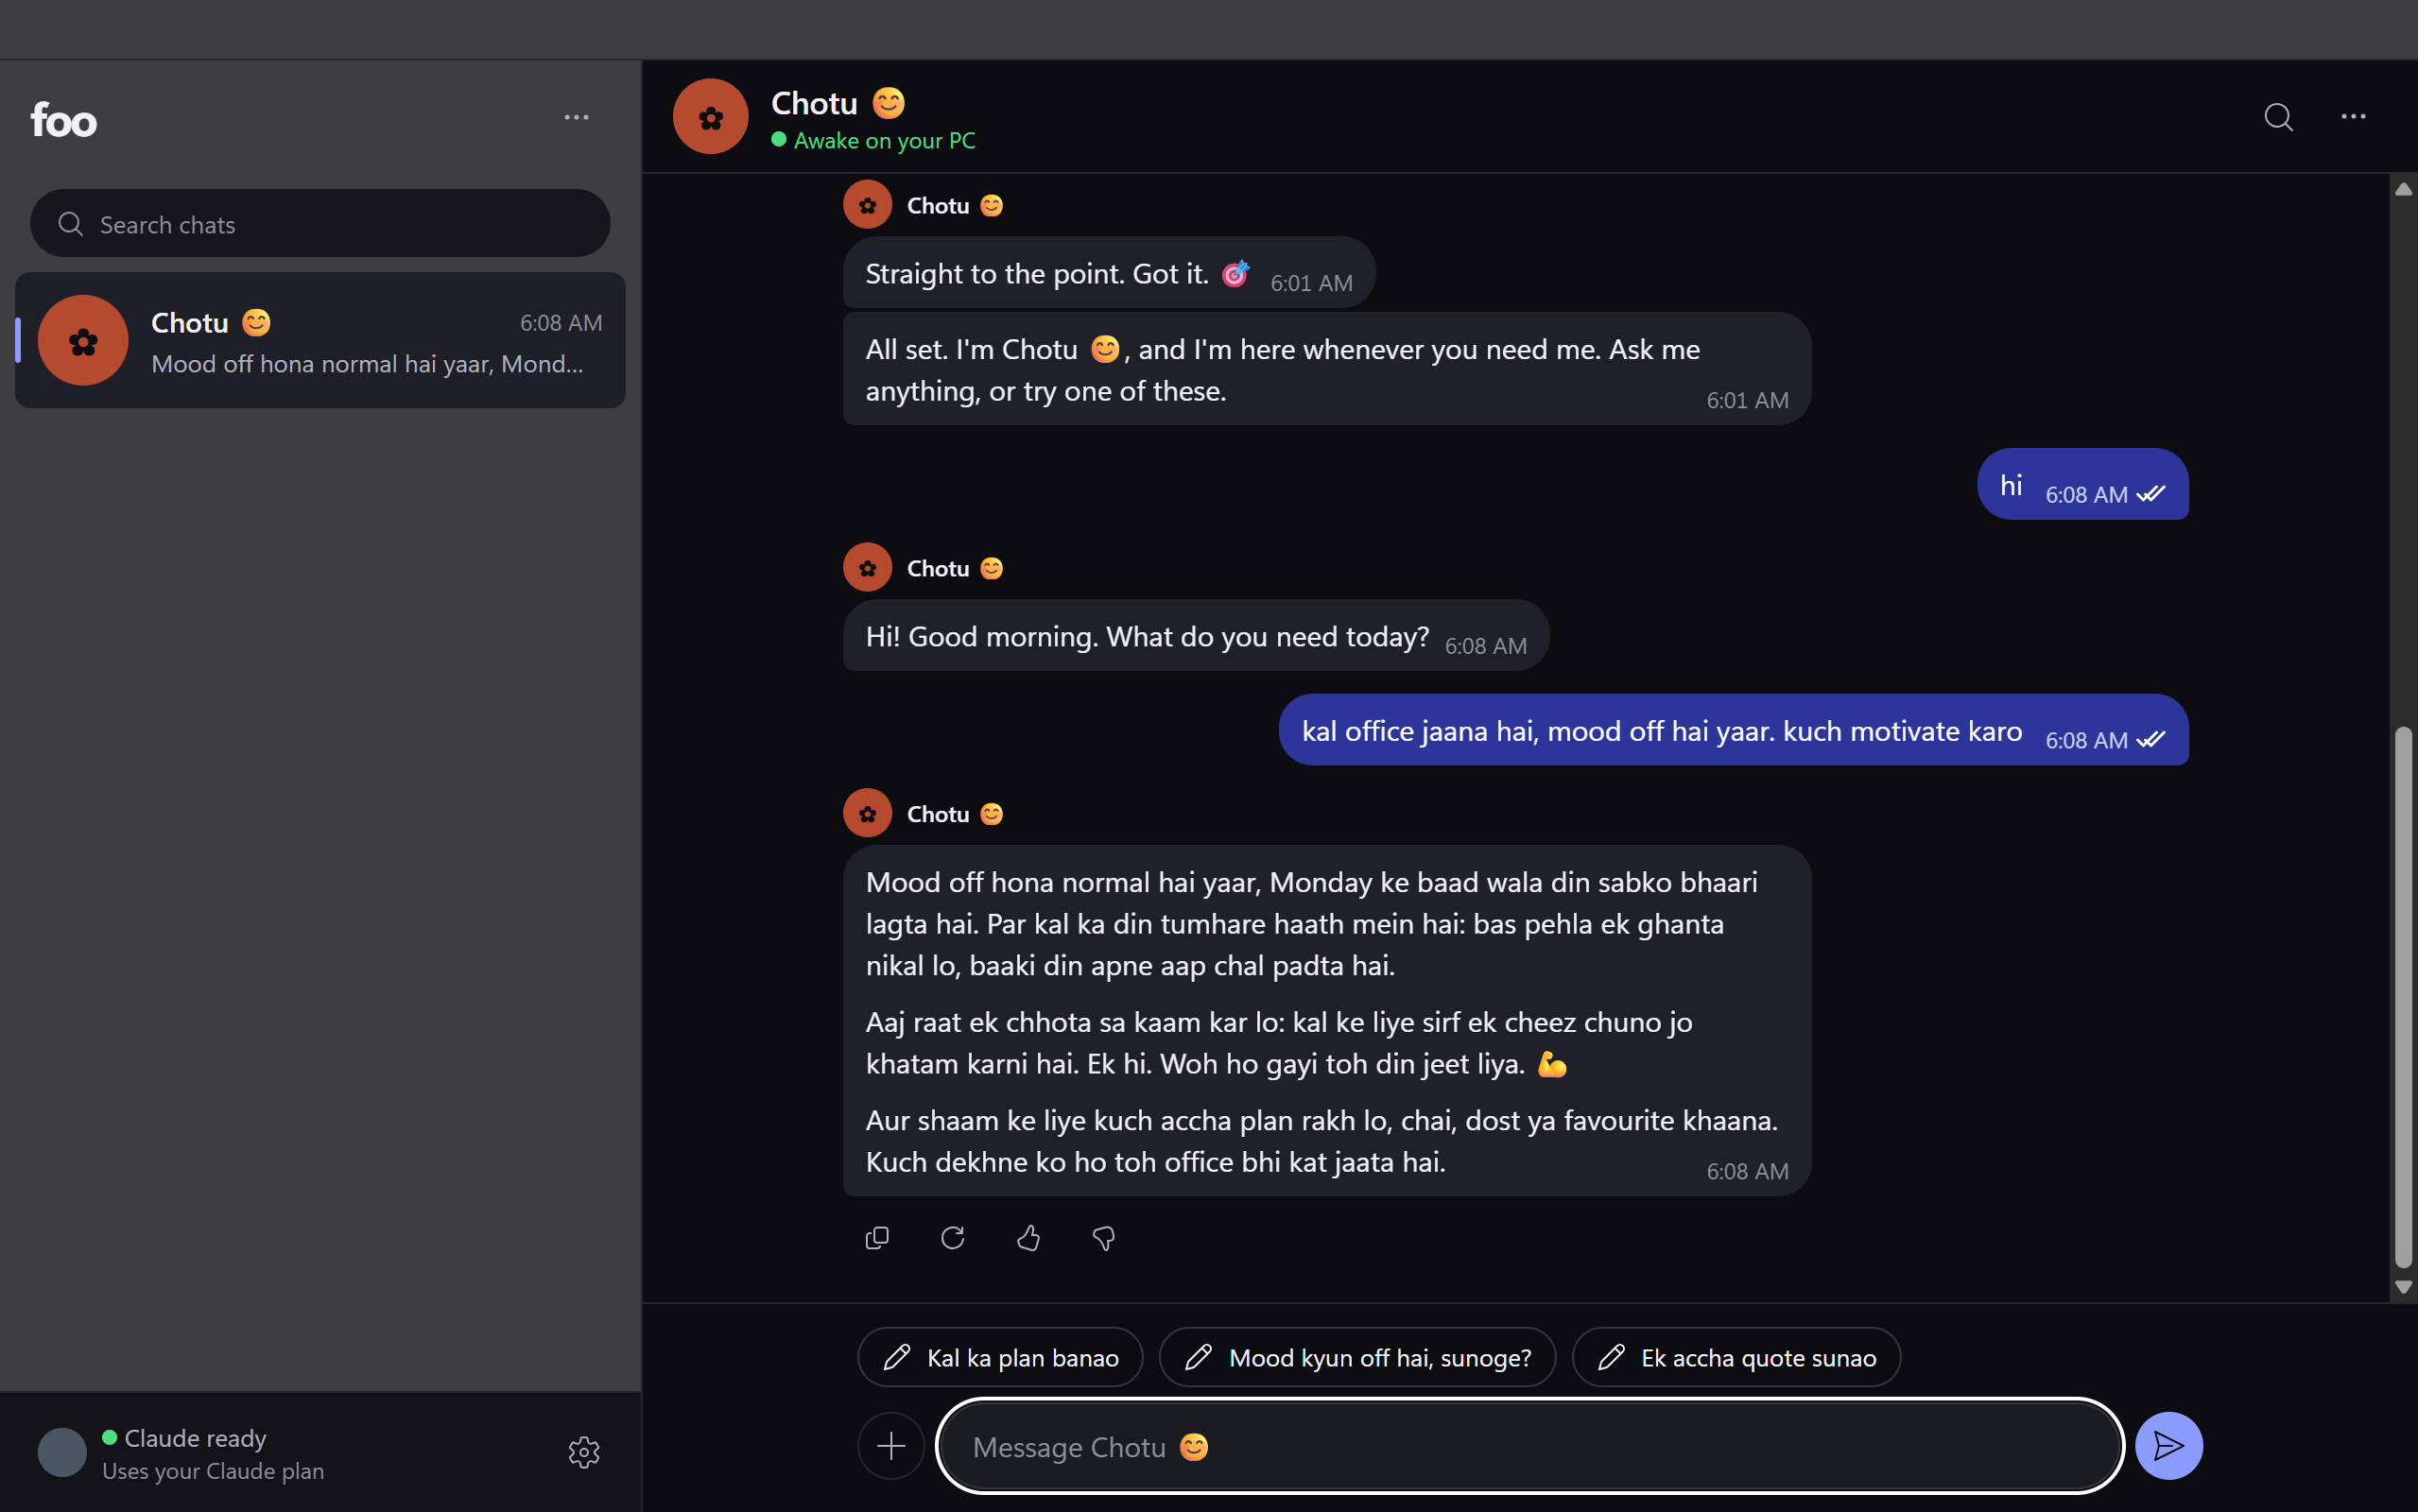 foo
Search chats
Chotu 😊
6:08 AM
Mood off hona normal hai yaar, Mond...
Claude ready
Uses your Claude plan
Chotu 😊
Awake on your PC
Chotu 😊
Straight to the point. Got it. 🎯 6:01 AM
All set. I'm Chotu 😊, and I'm here whenever you need me. Ask me
anything, or try one of these.
6:01 AM
hi 6:08 AM
Chotu 😊
Hi! Good morning. What do you need today? 6:08 AM
kal office jaana hai, mood off hai yaar. kuch motivate karo 6:08 AM
Chotu 😊
Mood off hona normal hai yaar, Monday ke baad wala din sabko bhaari
lagta hai. Par kal ka din tumhare haath mein hai: bas pehla ek ghanta
nikal lo, baaki din apne aap chal padta hai.
Aaj raat ek chhota sa kaam kar lo: kal ke liye sirf ek cheez chuno jo
khatam karni hai. Ek hi. Woh ho gayi toh din jeet liya. 💪
Aur shaam ke liye kuch accha plan rakh lo, chai, dost ya favourite khaana.
Kuch dekhne ko ho toh office bhi kat jaata hai.
6:08 AM
Kal ka plan banao
Mood kyun off hai, sunoge?
Ek accha quote sunao
Message Chotu 😊